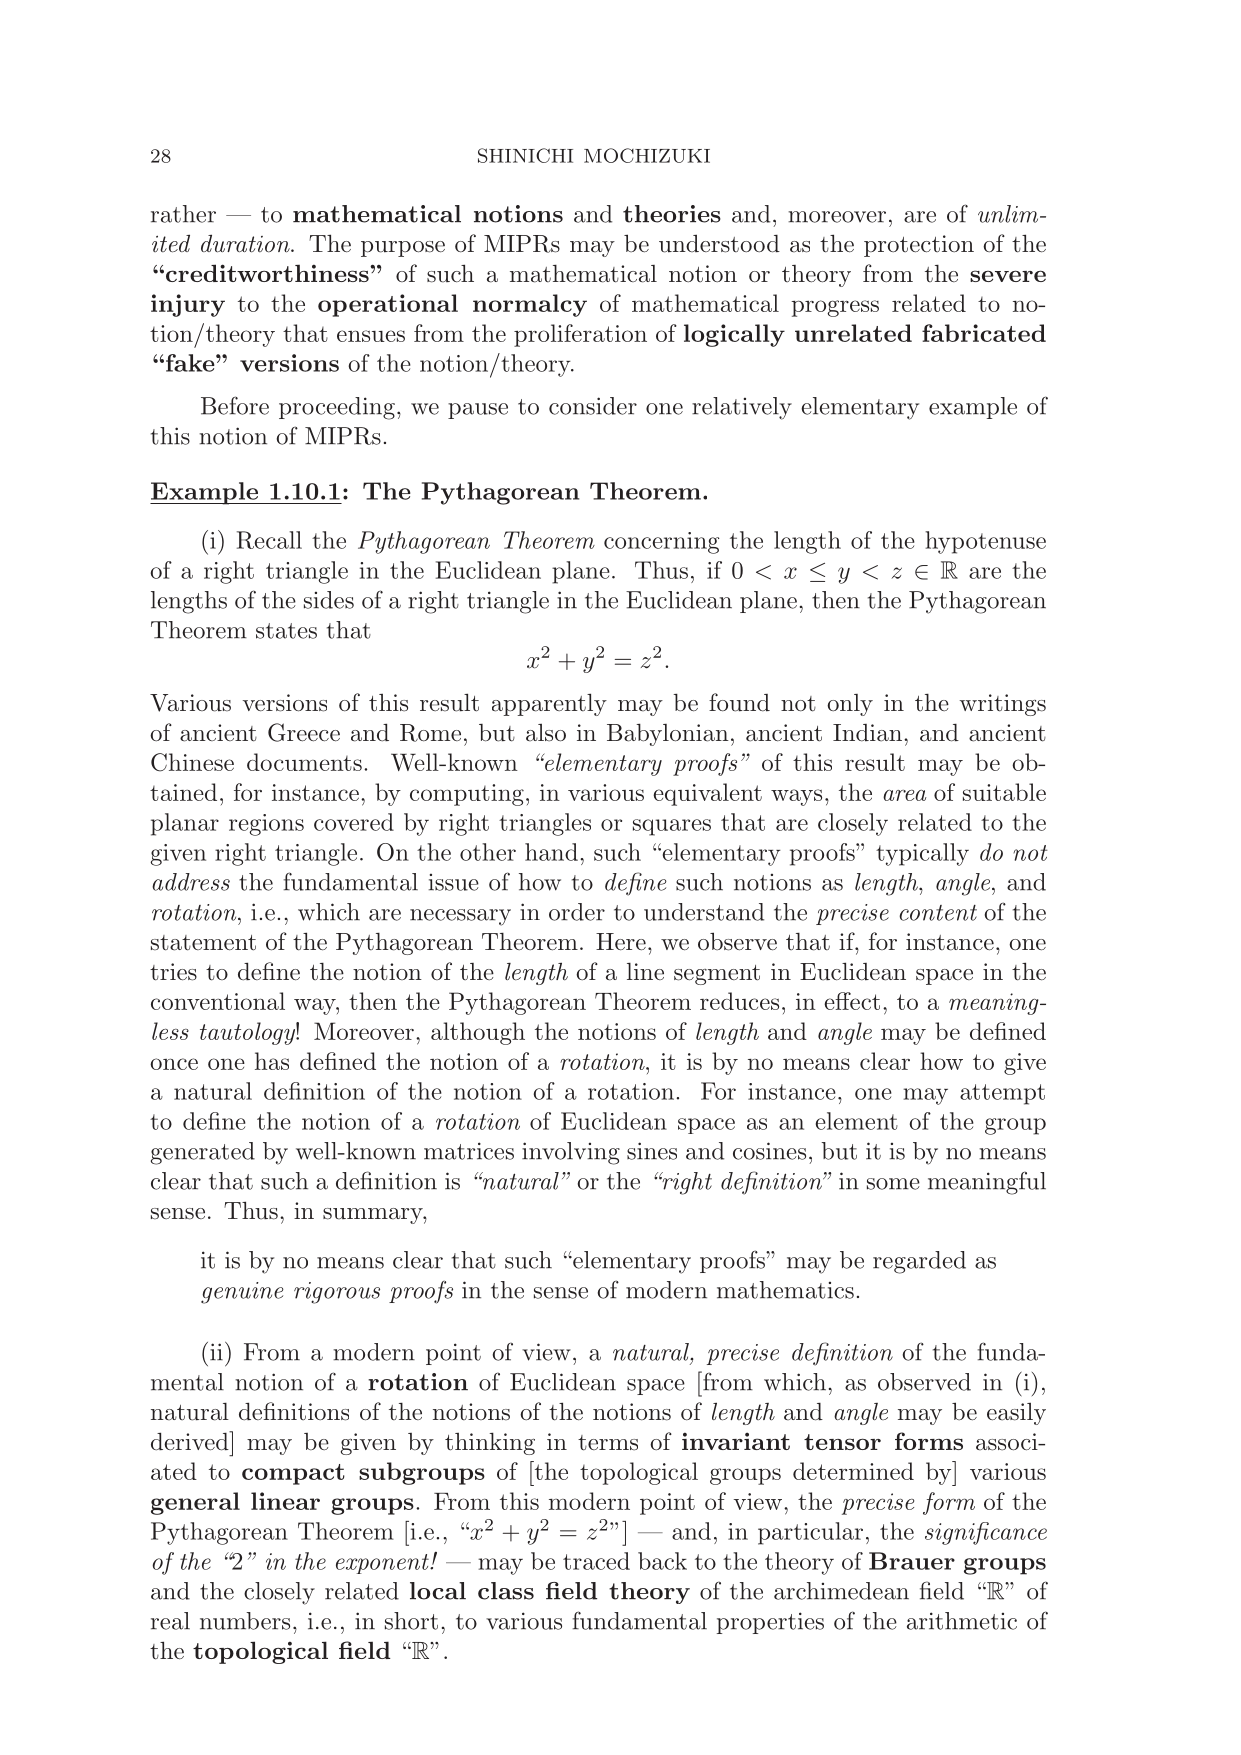 28 SHINICHI MOCHIZUKI
rather — to mathematical notions and theories and, moreover, are of unlim-
ited duration. The purpose of MIPRs may be understood as the protection of the
“creditworthiness” of such a mathematical notion or theory from the severe
injury to the operational normalcy of mathematical progress related to no-
tion/theory that ensues from the proliferation of logically unrelated fabricated
“fake” versions of the notion/theory.
Before proceeding, we pause to consider one relatively elementary example of
this notion of MIPRs.
Example 1.10.1: The Pythagorean Theorem.
(i) Recall the Pythagorean Theorem concerning the length of the hypotenuse
of a right triangle in the Euclidean plane. Thus, if 0 < x ≤ y < z ∈ ℝ are the
lengths of the sides of a right triangle in the Euclidean plane, then the Pythagorean
Theorem states that
x² + y² = z².
Various versions of this result apparently may be found not only in the writings
of ancient Greece and Rome, but also in Babylonian, ancient Indian, and ancient
Chinese documents. Well-known “elementary proofs” of this result may be ob-
tained, for instance, by computing, in various equivalent ways, the area of suitable
planar regions covered by right triangles or squares that are closely related to the
given right triangle. On the other hand, such “elementary proofs” typically do not
address the fundamental issue of how to define such notions as length, angle, and
rotation, i.e., which are necessary in order to understand the precise content of the
statement of the Pythagorean Theorem. Here, we observe that if, for instance, one
tries to define the notion of the length of a line segment in Euclidean space in the
conventional way, then the Pythagorean Theorem reduces, in effect, to a meaning-
less tautology! Moreover, although the notions of length and angle may be defined
once one has defined the notion of a rotation, it is by no means clear how to give
a natural definition of the notion of a rotation. For instance, one may attempt
to define the notion of a rotation of Euclidean space as an element of the group
generated by well-known matrices involving sines and cosines, but it is by no means
clear that such a definition is “natural” or the “right definition” in some meaningful
sense. Thus, in summary,
it is by no means clear that such “elementary proofs” may be regarded as
genuine rigorous proofs in the sense of modern mathematics.
(ii) From a modern point of view, a natural, precise definition of the funda-
mental notion of a rotation of Euclidean space [from which, as observed in (i),
natural definitions of the notions of the notions of length and angle may be easily
derived] may be given by thinking in terms of invariant tensor forms associ-
ated to compact subgroups of [the topological groups determined by] various
general linear groups. From this modern point of view, the precise form of the
Pythagorean Theorem [i.e., “x² + y² = z²”] — and, in particular, the significance
of the “2” in the exponent! — may be traced back to the theory of Brauer groups
and the closely related local class field theory of the archimedean field “ℝ” of
real numbers, i.e., in short, to various fundamental properties of the arithmetic of
the topological field “ℝ”.